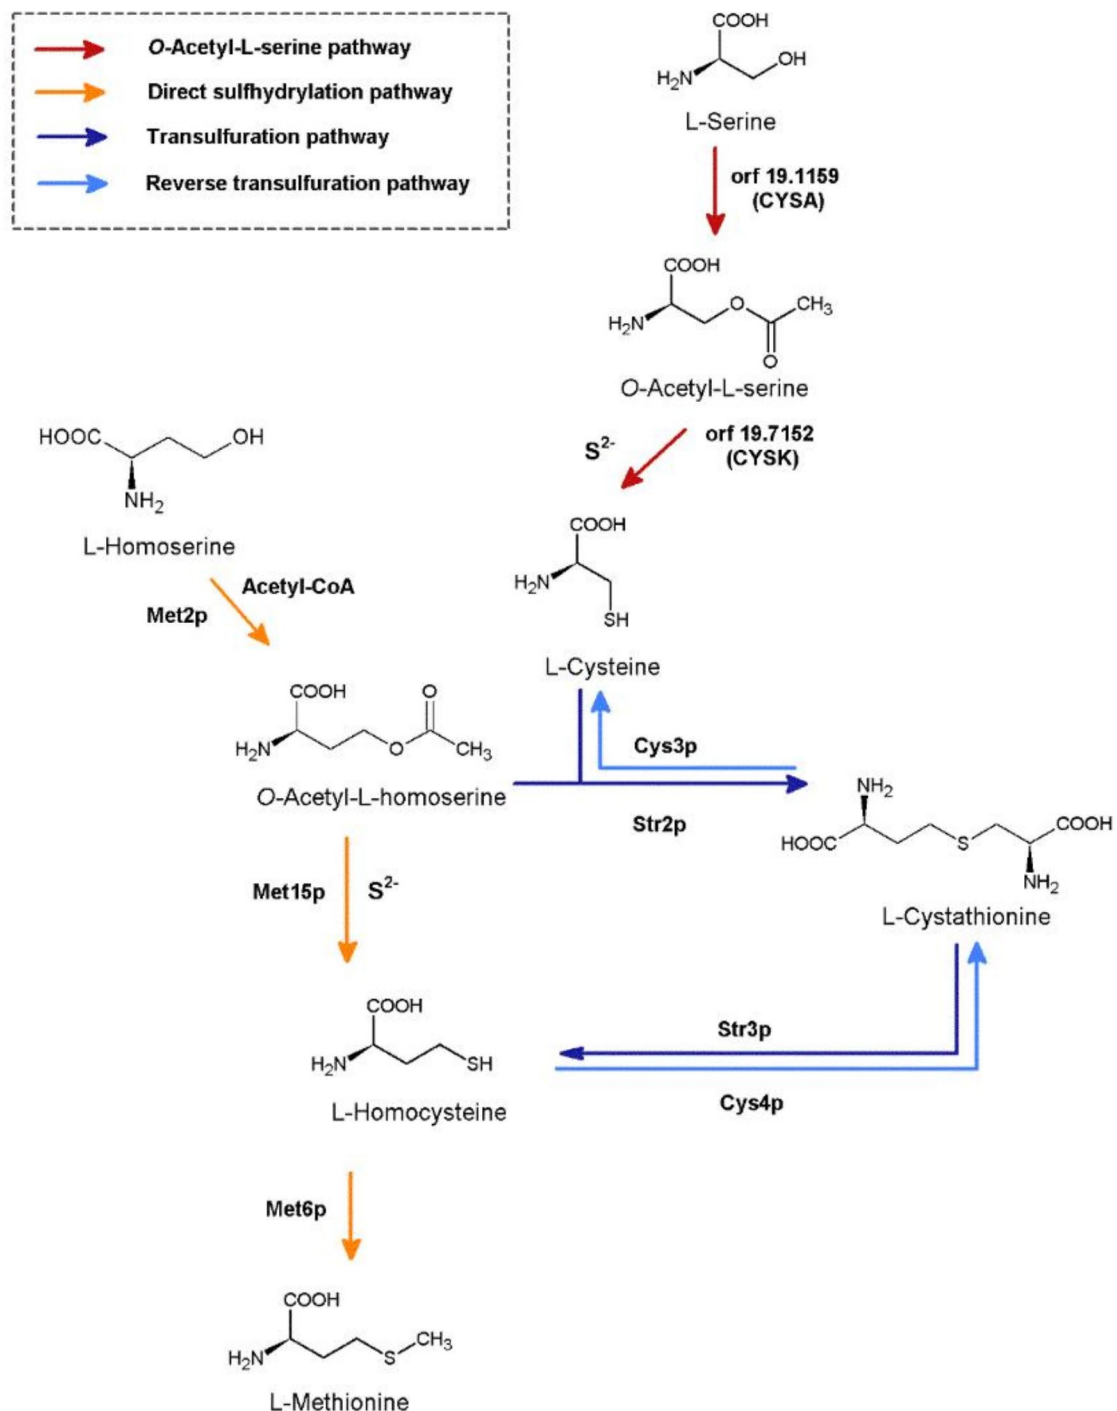 O-Acetyl-L-serine pathway
Direct sulfhydrylation pathway
Transulfuration pathway
Reverse transulfuration pathway
COOH
OH
H₂N
L-Serine
orf 19.1159
(CYSA)
COOH
O
CH₃
H₂N
O
O-Acetyl-L-serine
S²⁻
orf 19.7152
(CYSK)
HOOC
OH
NH₂
L-Homoserine
COOH
H₂N
SH
L-Cysteine
Acetyl-CoA
Met2p
COOH
O
H₂N
O
CH₃
O-Acetyl-L-homoserine
Cys3p
Str2p
NH₂
HOOC
S
COOH
NH₂
L-Cystathionine
Met15p
S²⁻
COOH
H₂N
SH
L-Homocysteine
Str3p
Cys4p
Met6p
COOH
H₂N
S
CH₃
L-Methionine